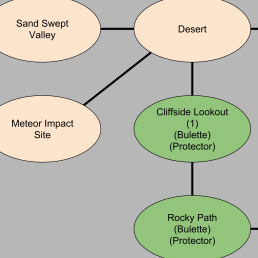 Sand Swept
Valley
Desert
Meteor Impact
Site
Cliffside Lookout
(1)
(Bulette)
(Protector)
Rocky Path
(Bulette)
(Protector)